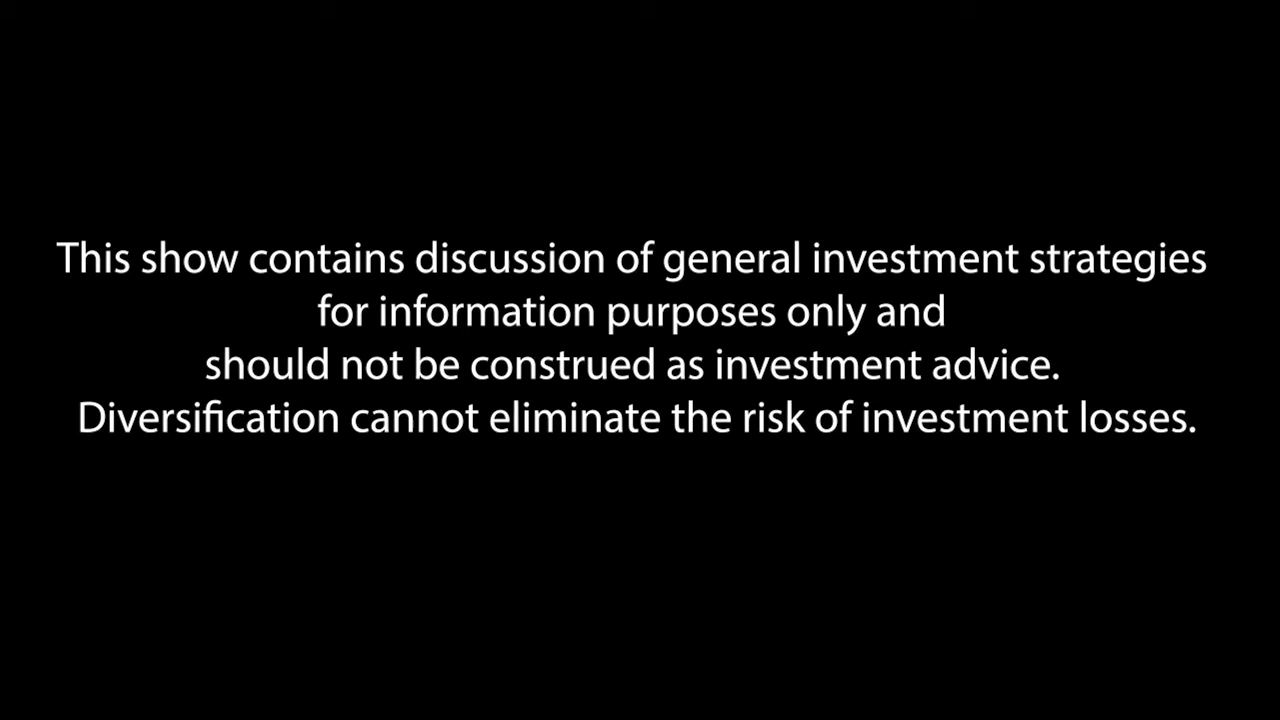 This show contains discussion of general investment strategies
for information purposes only and
should not be construed as investment advice.
Diversification cannot eliminate the risk of investment losses.